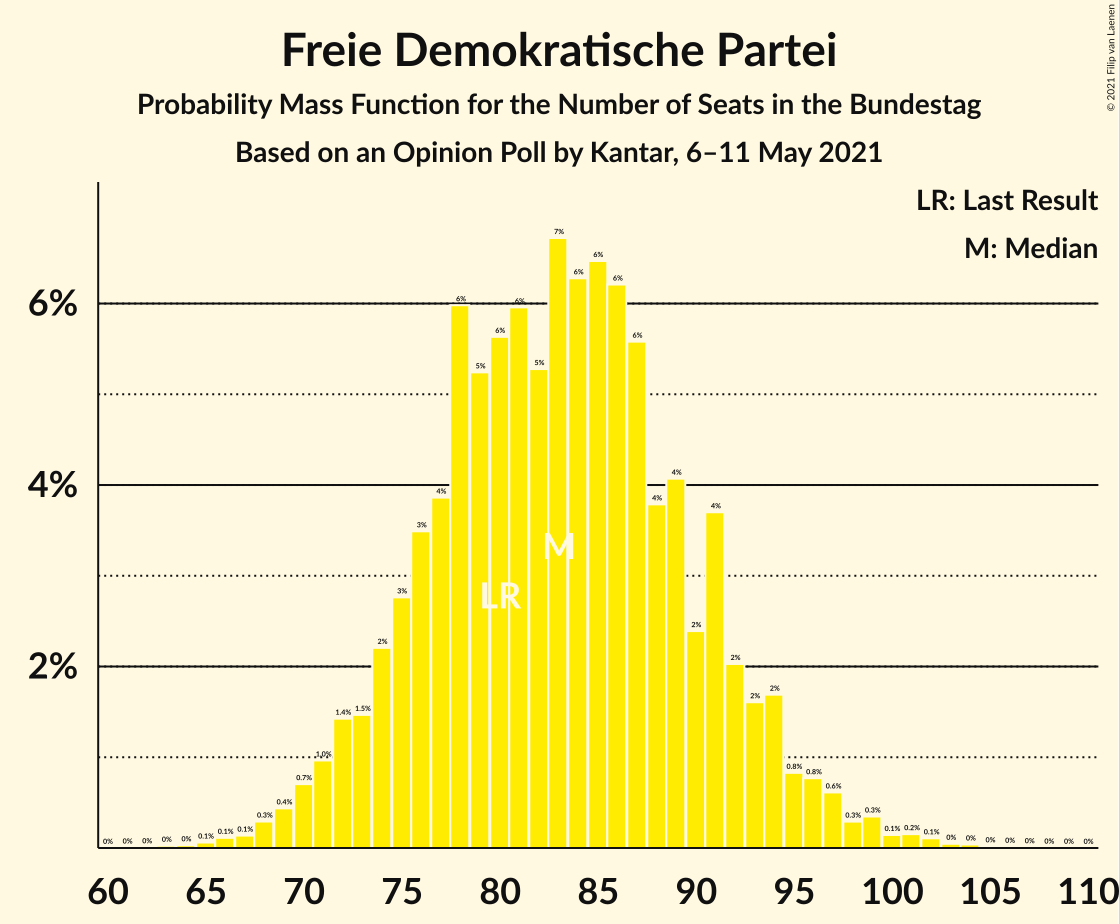 Freie Demokratische Partei
Probability Mass Function for the Number of Seats in the Bundestag
Based on an Opinion Poll by Kantar, 6–11 May 2021
© 2021 Filip van Laenen
LR: Last Result
M: Median
6%
4%
2%
0% 0% 0% 0% 0% 0.1% 0.1% 0.1% 0.3% 0.4% 0.7% 1.0% 1.4% 1.5% 2% 3% 3% 4% 6% 5% 6% 6% 5% 7% 6% 6% 6% 6% 4% 4% 2% 4% 2% 2% 2% 0.8% 0.8% 0.6% 0.3% 0.3% 0.1% 0.2% 0.1% 0% 0% 0% 0% 0% 0% 0% 0%
M
LR
60 65 70 75 80 85 90 95 100 105 110